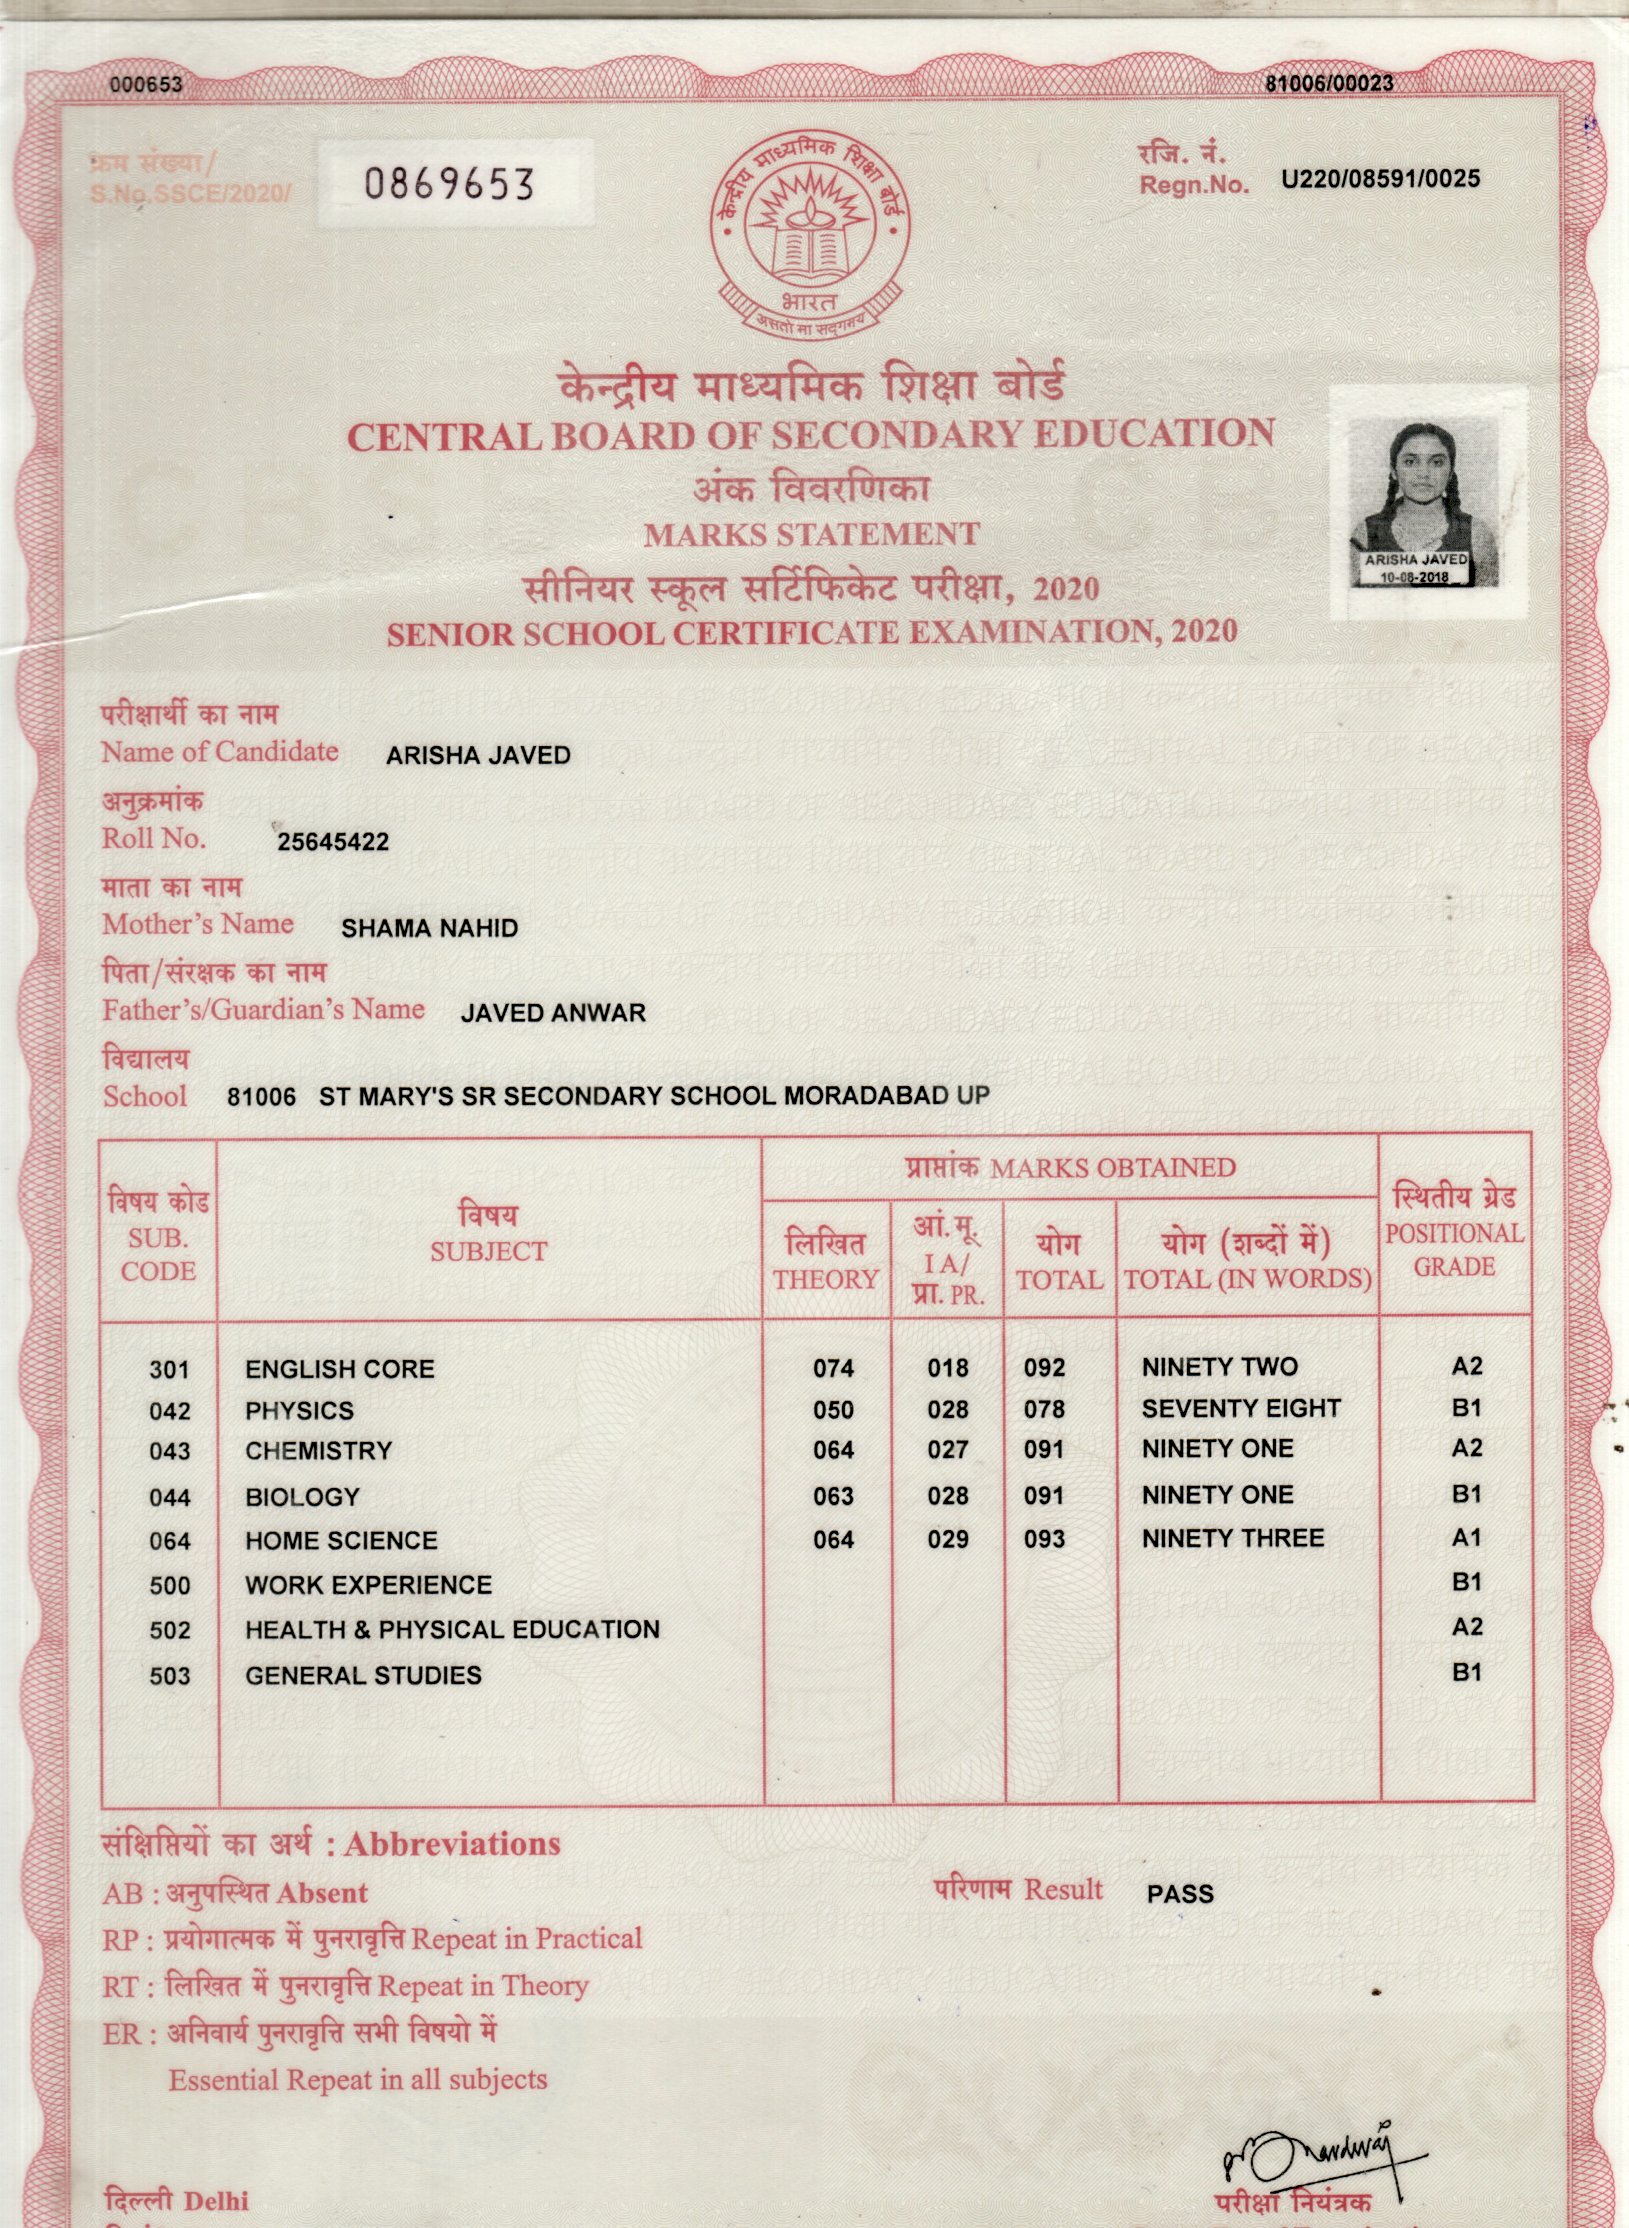 000653 81006/00023
क्रम संख्या/
S.No.SSCE/2020/ 0869653
रजि. नं.
Regn.No. U220/08591/0025
केन्द्रीय माध्यमिक शिक्षा बोर्ड
भारत
असतो मा सद्गमय
केन्द्रीय माध्यमिक शिक्षा बोर्ड
CENTRAL BOARD OF SECONDARY EDUCATION
अंक विवरणिका
MARKS STATEMENT
सीनियर स्कूल सर्टिफिकेट परीक्षा, 2020
SENIOR SCHOOL CERTIFICATE EXAMINATION, 2020
ARISHA JAVED
10-08-2018
परीक्षार्थी का नाम
Name of Candidate ARISHA JAVED
अनुक्रमांक
Roll No. 25645422
माता का नाम
Mother's Name SHAMA NAHID
पिता/संरक्षक का नाम
Father's/Guardian's Name JAVED ANWAR
विद्यालय
School 81006 ST MARY'S SR SECONDARY SCHOOL MORADABAD UP
विषय कोड
SUB.
CODE
विषय
SUBJECT
प्राप्तांक MARKS OBTAINED
लिखित
THEORY
आं.मू.
I A/
प्रा. PR.
योग
TOTAL
योग (शब्दों में)
TOTAL (IN WORDS)
स्थितीय ग्रेड
POSITIONAL
GRADE
301 ENGLISH CORE 074 018 092 NINETY TWO A2
042 PHYSICS 050 028 078 SEVENTY EIGHT B1
043 CHEMISTRY 064 027 091 NINETY ONE A2
044 BIOLOGY 063 028 091 NINETY ONE B1
064 HOME SCIENCE 064 029 093 NINETY THREE A1
500 WORK EXPERIENCE B1
502 HEALTH & PHYSICAL EDUCATION A2
503 GENERAL STUDIES B1
संक्षिप्तियों का अर्थ : Abbreviations
AB : अनुपस्थित Absent
परिणाम Result PASS
RP : प्रयोगात्मक में पुनरावृत्ति Repeat in Practical
RT : लिखित में पुनरावृत्ति Repeat in Theory
ER : अनिवार्य पुनरावृत्ति सभी विषयो में
Essential Repeat in all subjects
दिल्ली Delhi
परीक्षा नियंत्रक